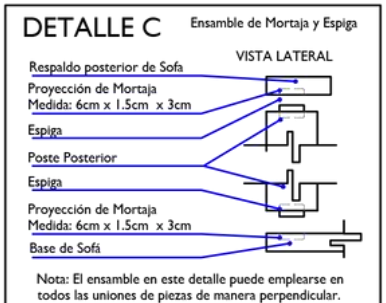 DETALLE C
Ensamble de Mortaja y Espiga
VISTA LATERAL
Respaldo posterior de Sofa
Proyección de Mortaja
Medida: 6cm x 1.5cm x 3cm
Espiga
Poste Posterior
Espiga
Proyección de Mortaja
Medida: 6cm x 1.5cm x 3cm
Base de Sofá
Nota: El ensamble en este detalle puede emplearse en
todos las uniones de piezas de manera perpendicular.